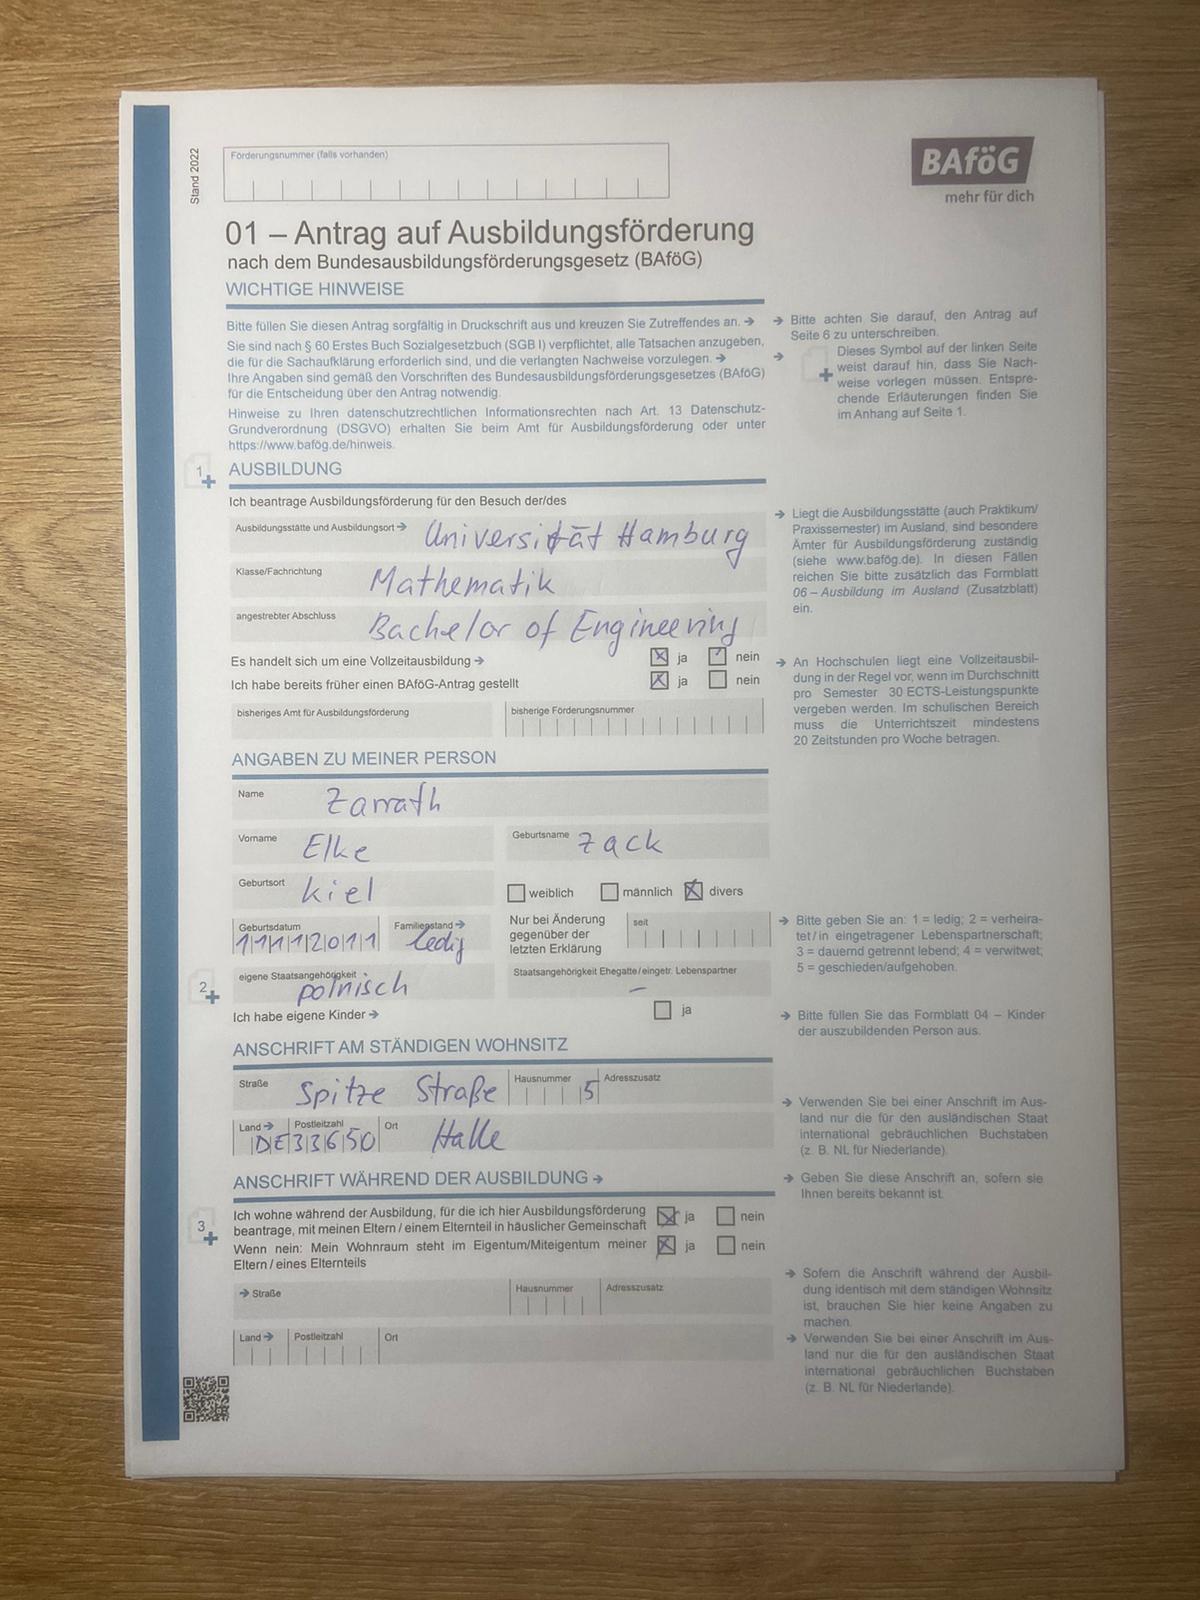 Stand 2022
Förderungsnummer (falls vorhanden)
BAföG
mehr für dich
01 – Antrag auf Ausbildungsförderung
nach dem Bundesausbildungsförderungsgesetz (BAföG)
WICHTIGE HINWEISE
Bitte füllen Sie diesen Antrag sorgfältig in Druckschrift aus und kreuzen Sie Zutreffendes an. →
Sie sind nach § 60 Erstes Buch Sozialgesetzbuch (SGB I) verpflichtet, alle Tatsachen anzugeben,
die für die Sachaufklärung erforderlich sind, und die verlangten Nachweise vorzulegen. →
Ihre Angaben sind gemäß den Vorschriften des Bundesausbildungsförderungsgesetzes (BAföG)
für die Entscheidung über den Antrag notwendig.
Hinweise zu Ihren datenschutzrechtlichen Informationsrechten nach Art. 13 Datenschutz-
Grundverordnung (DSGVO) erhalten Sie beim Amt für Ausbildungsförderung oder unter
https://www.bafög.de/hinweis.
→ Bitte achten Sie darauf, den Antrag auf
Seite 6 zu unterschreiben.
→ Dieses Symbol auf der linken Seite
weist darauf hin, dass Sie Nach-
weise vorlegen müssen. Entspre-
chende Erläuterungen finden Sie
im Anhang auf Seite 1.
1 AUSBILDUNG
Ich beantrage Ausbildungsförderung für den Besuch der/des
Ausbildungsstätte und Ausbildungsort → Universität Hamburg
Klasse/Fachrichtung Mathematik
angestrebter Abschluss Bachelor of Engineering
Es handelt sich um eine Vollzeitausbildung → ja nein
Ich habe bereits früher einen BAföG-Antrag gestellt ja nein
bisheriges Amt für Ausbildungsförderung bisherige Förderungsnummer
→ Liegt die Ausbildungsstätte (auch Praktikum/
Praxissemester) im Ausland, sind besondere
Ämter für Ausbildungsförderung zuständig
(siehe www.bafög.de). In diesen Fällen
reichen Sie bitte zusätzlich das Formblatt
06 – Ausbildung im Ausland (Zusatzblatt)
ein.
→ An Hochschulen liegt eine Vollzeitausbil-
dung in der Regel vor, wenn im Durchschnitt
pro Semester 30 ECTS-Leistungspunkte
vergeben werden. Im schulischen Bereich
muss die Unterrichtszeit mindestens
20 Zeitstunden pro Woche betragen.
ANGABEN ZU MEINER PERSON
Name Zarrath
Vorname Elke Geburtsname Zack
Geburtsort Kiel weiblich männlich divers
Geburtsdatum 11112011 Familienstand → ledig
Nur bei Änderung
gegenüber der
letzten Erklärung
seit
2 eigene Staatsangehörigkeit polnisch Staatsangehörigkeit Ehegatte/eingetr. Lebenspartner –
Ich habe eigene Kinder → ja
→ Bitte geben Sie an: 1 = ledig; 2 = verheira-
tet/in eingetragener Lebenspartnerschaft;
3 = dauernd getrennt lebend; 4 = verwitwet;
5 = geschieden/aufgehoben.
→ Bitte füllen Sie das Formblatt 04 – Kinder
der auszubildenden Person aus.
ANSCHRIFT AM STÄNDIGEN WOHNSITZ
Straße Spitze Straße Hausnummer 5 Adresszusatz
Land → DE Postleitzahl 33650 Ort Halle
→ Verwenden Sie bei einer Anschrift im Aus-
land nur die für den ausländischen Staat
international gebräuchlichen Buchstaben
(z. B. NL für Niederlande).
ANSCHRIFT WÄHREND DER AUSBILDUNG →
→ Geben Sie diese Anschrift an, sofern sie
Ihnen bereits bekannt ist.
3 Ich wohne während der Ausbildung, für die ich hier Ausbildungsförderung
beantrage, mit meinen Eltern / einem Elternteil in häuslicher Gemeinschaft ja nein
Wenn nein: Mein Wohnraum steht im Eigentum/Miteigentum meiner ja nein
Eltern / eines Elternteils
→ Straße Hausnummer Adresszusatz
Land → Postleitzahl Ort
→ Sofern die Anschrift während der Ausbil-
dung identisch mit dem ständigen Wohnsitz
ist, brauchen Sie hier keine Angaben zu
machen.
→ Verwenden Sie bei einer Anschrift im Aus-
land nur die für den ausländischen Staat
international gebräuchlichen Buchstaben
(z. B. NL für Niederlande).